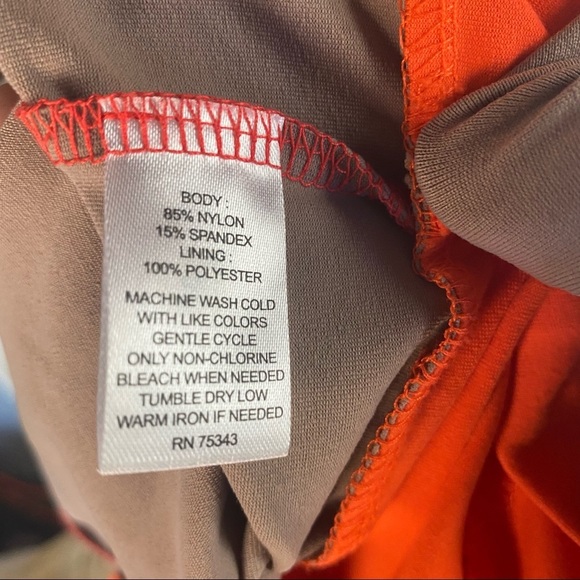 BODY :
85% NYLON
15% SPANDEX
LINING :
100% POLYESTER
MACHINE WASH COLD
WITH LIKE COLORS
GENTLE CYCLE
ONLY NON-CHLORINE
BLEACH WHEN NEEDED
TUMBLE DRY LOW
WARM IRON IF NEEDED
RN 75343